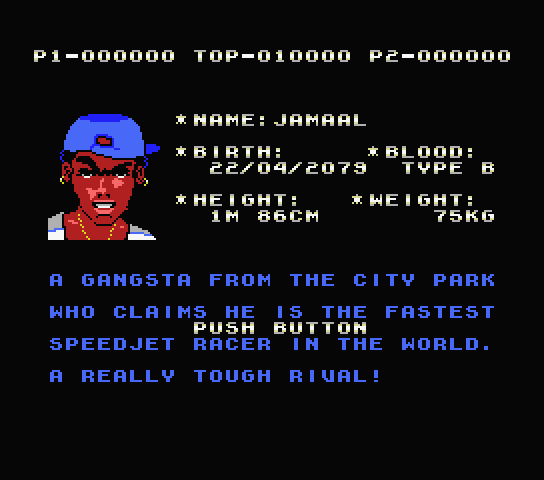 P1-000000 TOP-010000 P2-000000
*NAME: JAMAAL
*BIRTH: *BLOOD:
22/04/2079 TYPE B
*HEIGHT: *WEIGHT:
1M 86CM 75KG
A GANGSTA FROM THE CITY PARK
WHO CLAIMS HE IS THE FASTEST
PUSH BUTTON
SPEEDJET RACER IN THE WORLD.
A REALLY TOUGH RIVAL!